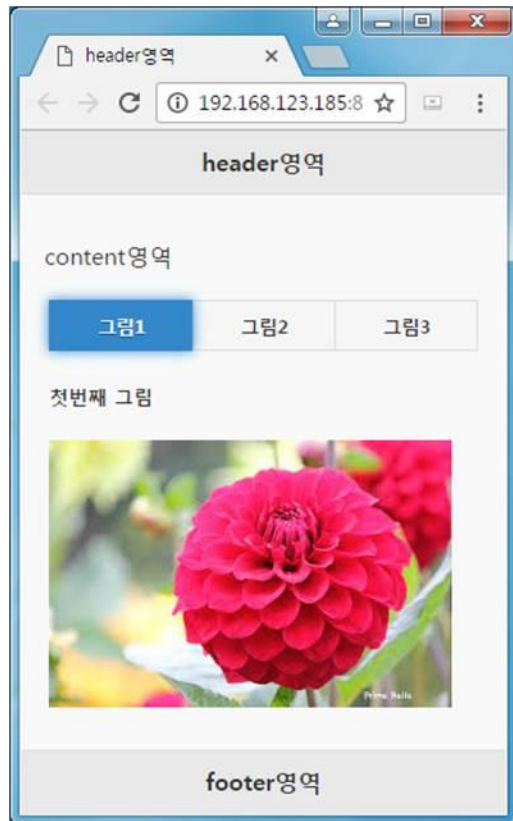 header영역
192.168.123.185:8
header영역
content영역
그림1 그림2 그림3
첫번째 그림
footer영역